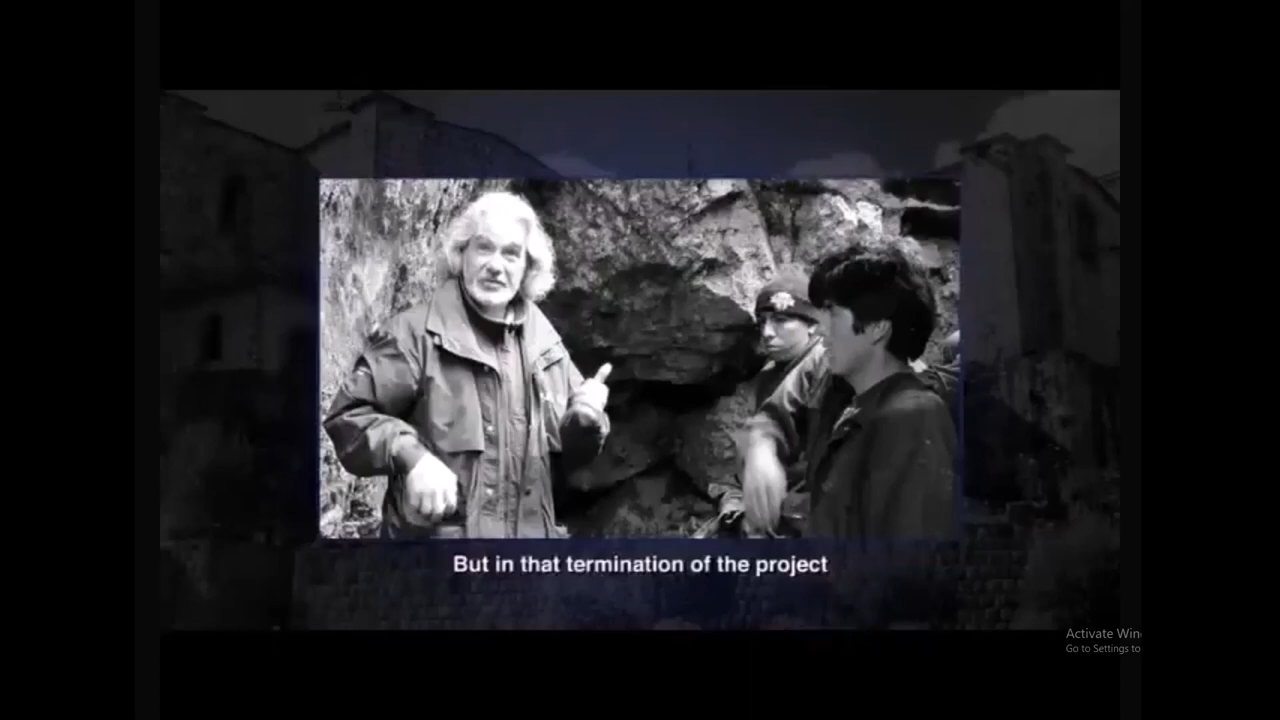 But in that termination of the project
Activate Win
Go to Settings to